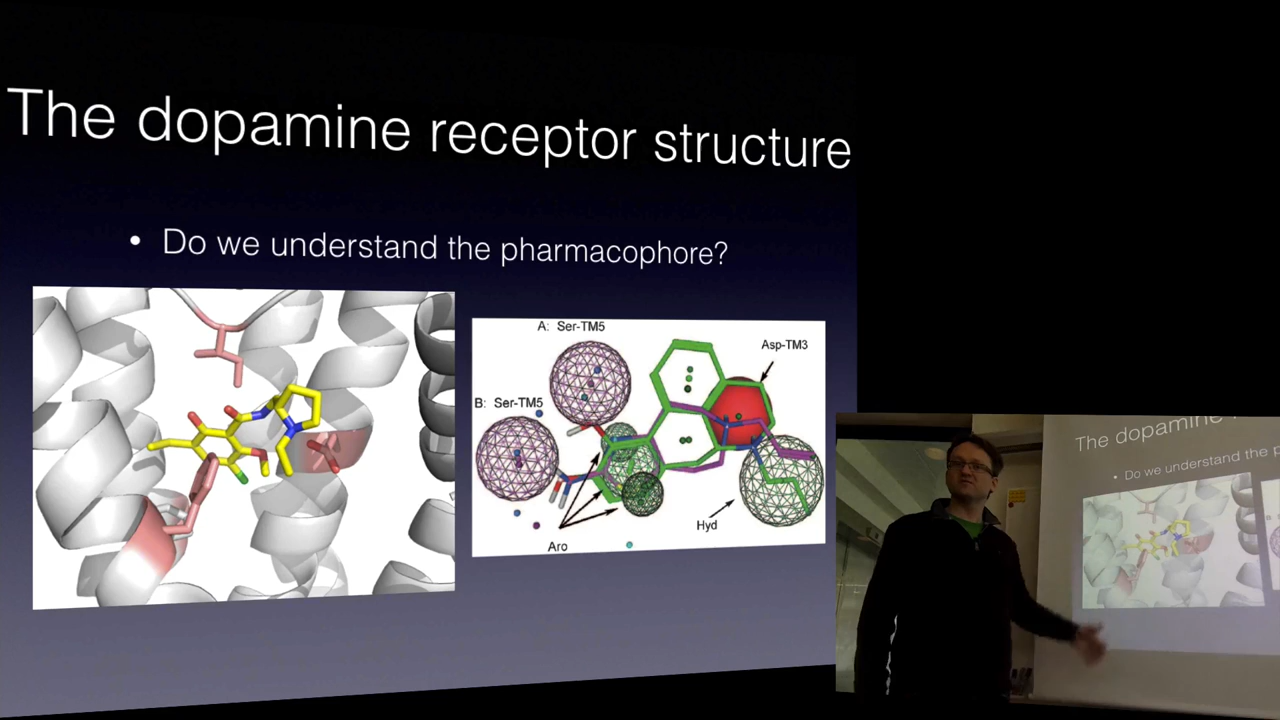 The dopamine receptor structure
• Do we understand the pharmacophore?
A: Ser-TM5
Asp-TM3
B: Ser-TM5
Hyd
Aro
The dopamine
• Do we understand the p